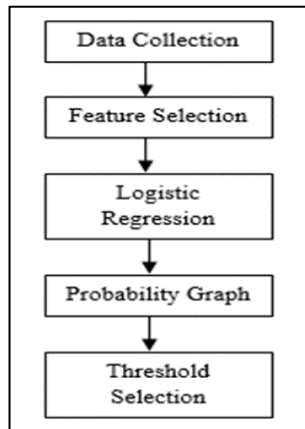 Data Collection
Feature Selection
Logistic
Regression
Probability Graph
Threshold
Selection